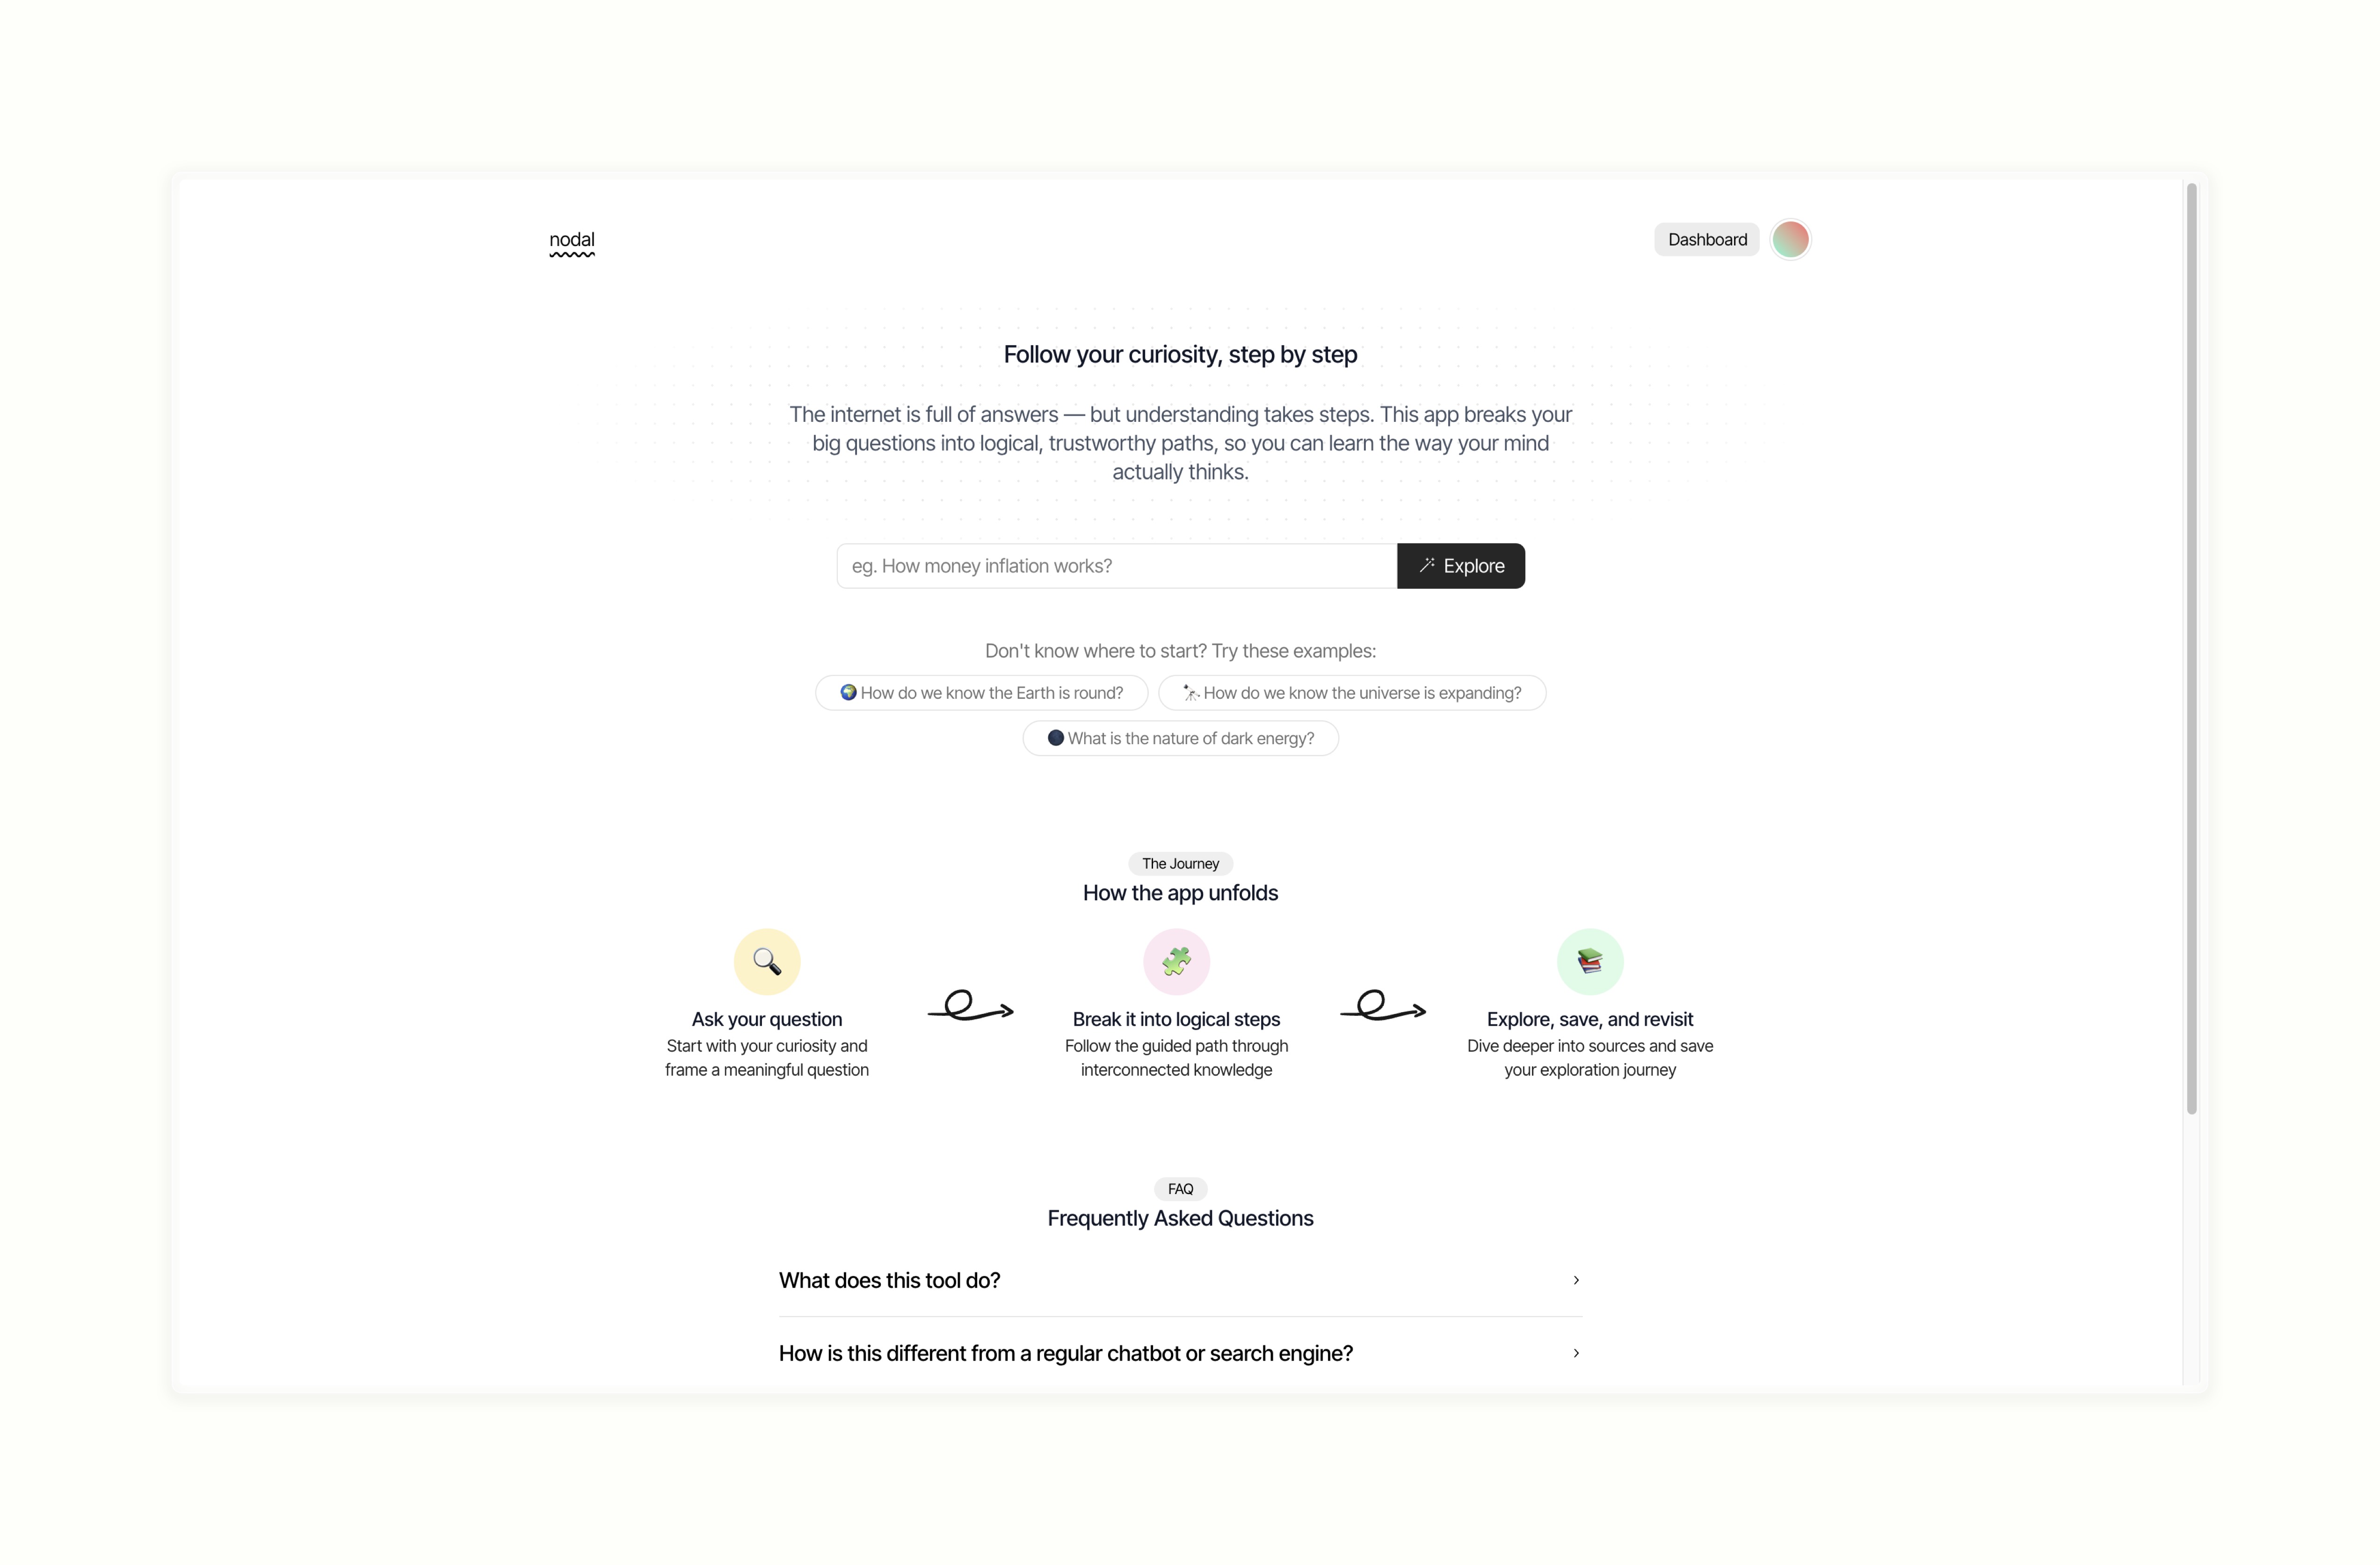 nodal
Dashboard
Follow your curiosity, step by step
The internet is full of answers — but understanding takes steps. This app breaks your
big questions into logical, trustworthy paths, so you can learn the way your mind
actually thinks.
eg. How money inflation works?
Explore
Don't know where to start? Try these examples:
🌍 How do we know the Earth is round?
🔭 How do we know the universe is expanding?
🌑 What is the nature of dark energy?
The Journey
How the app unfolds
Ask your question
Start with your curiosity and
frame a meaningful question
Break it into logical steps
Follow the guided path through
interconnected knowledge
Explore, save, and revisit
Dive deeper into sources and save
your exploration journey
FAQ
Frequently Asked Questions
What does this tool do?
How is this different from a regular chatbot or search engine?